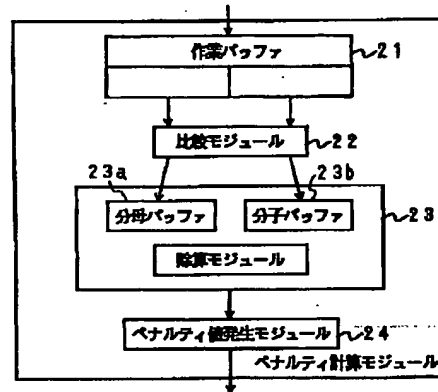 作業バッファ
21
比較モジュール
22
23a
23b
分母バッファ
分子バッファ
23
除算モジュール
ペナルティ値発生モジュール
24
ペナルティ計算モジュール